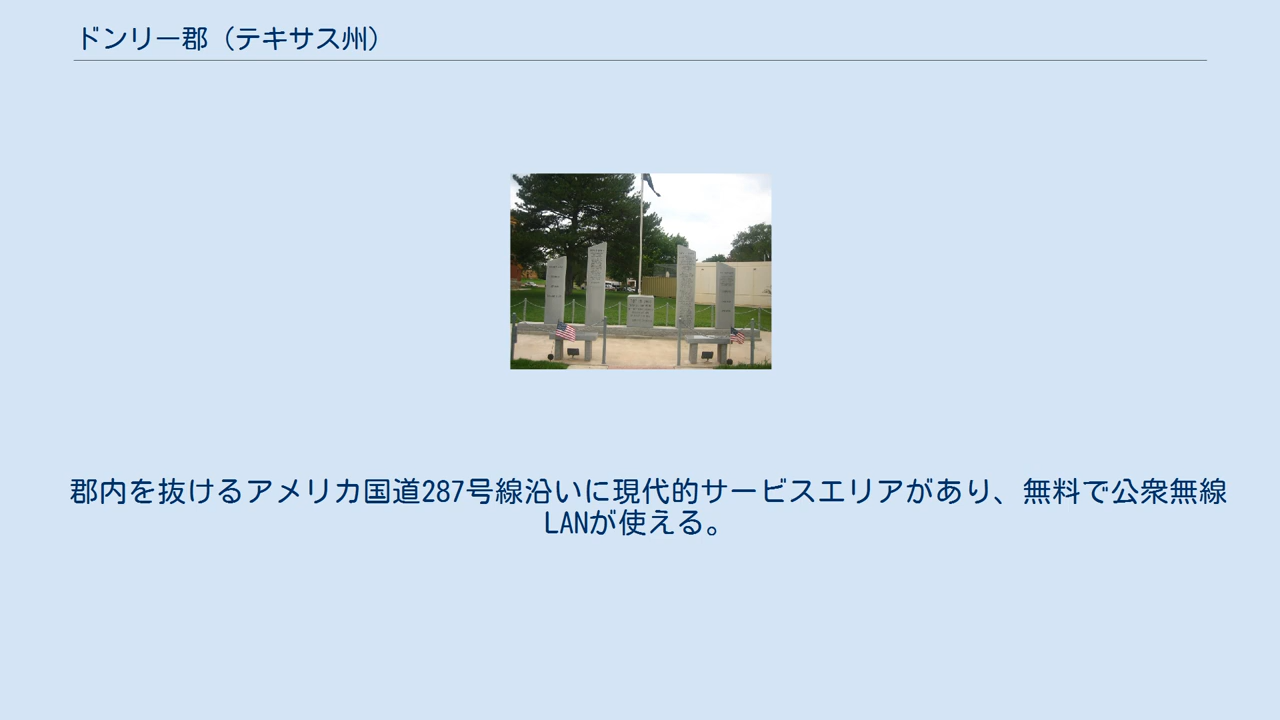 ドンリー郡（テキサス州）
郡内を抜けるアメリカ国道287号線沿いに現代的サービスエリアがあり、無料で公衆無線
LANが使える。